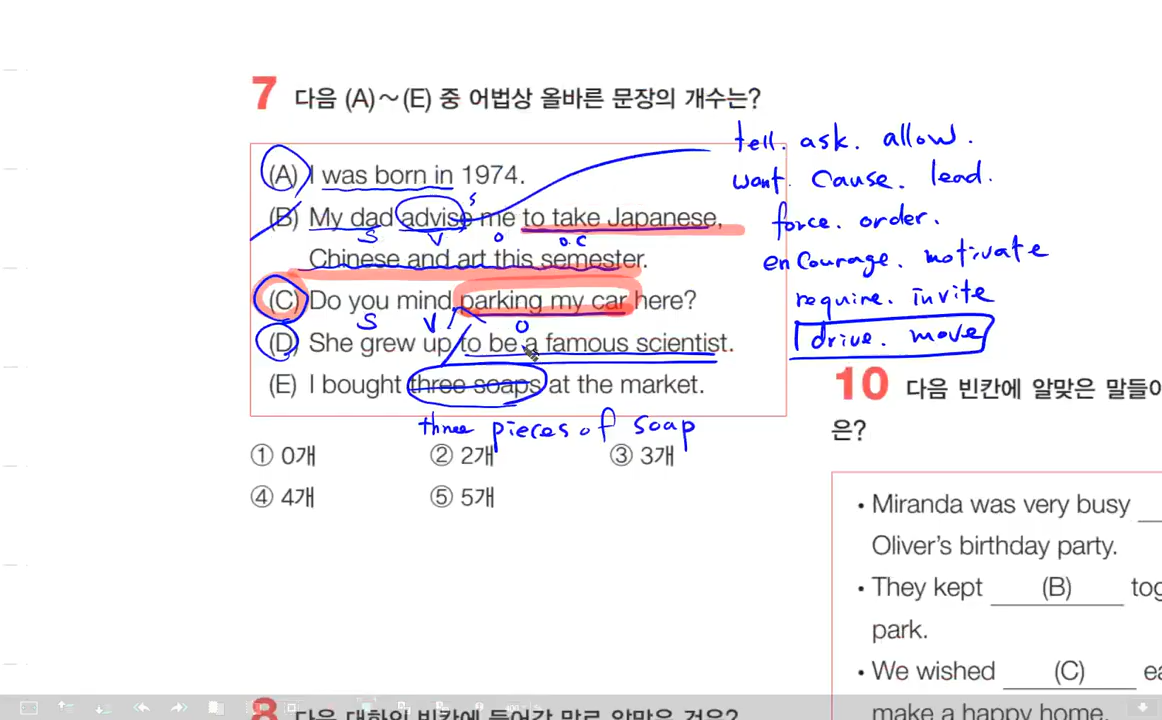 7 다음 (A)~(E) 중 어법상 올바른 문장의 개수는?
(A) I was born in 1974.
(B) My dad advise me to take Japanese,
s
S V O O.C
Chinese and art this semester.
(C) Do you mind parking my car here?
S V O
(D) She grew up to be a famous scientist.
(E) I bought three soaps at the market.
three pieces of soap
① 0개 ② 2개 ③ 3개
④ 4개 ⑤ 5개
tell. ask. allow.
want. cause. lead.
force. order.
encourage. motivate
require. invite
drive. move
10 다음 빈칸에 알맞은 말들이
은?
• Miranda was very busy
Oliver's birthday party.
• They kept (B) tog
park.
• We wished (C) ea
make a happy home.
8 다음 대화의 빈칸에 들어갈 말로 알맞은 것은?